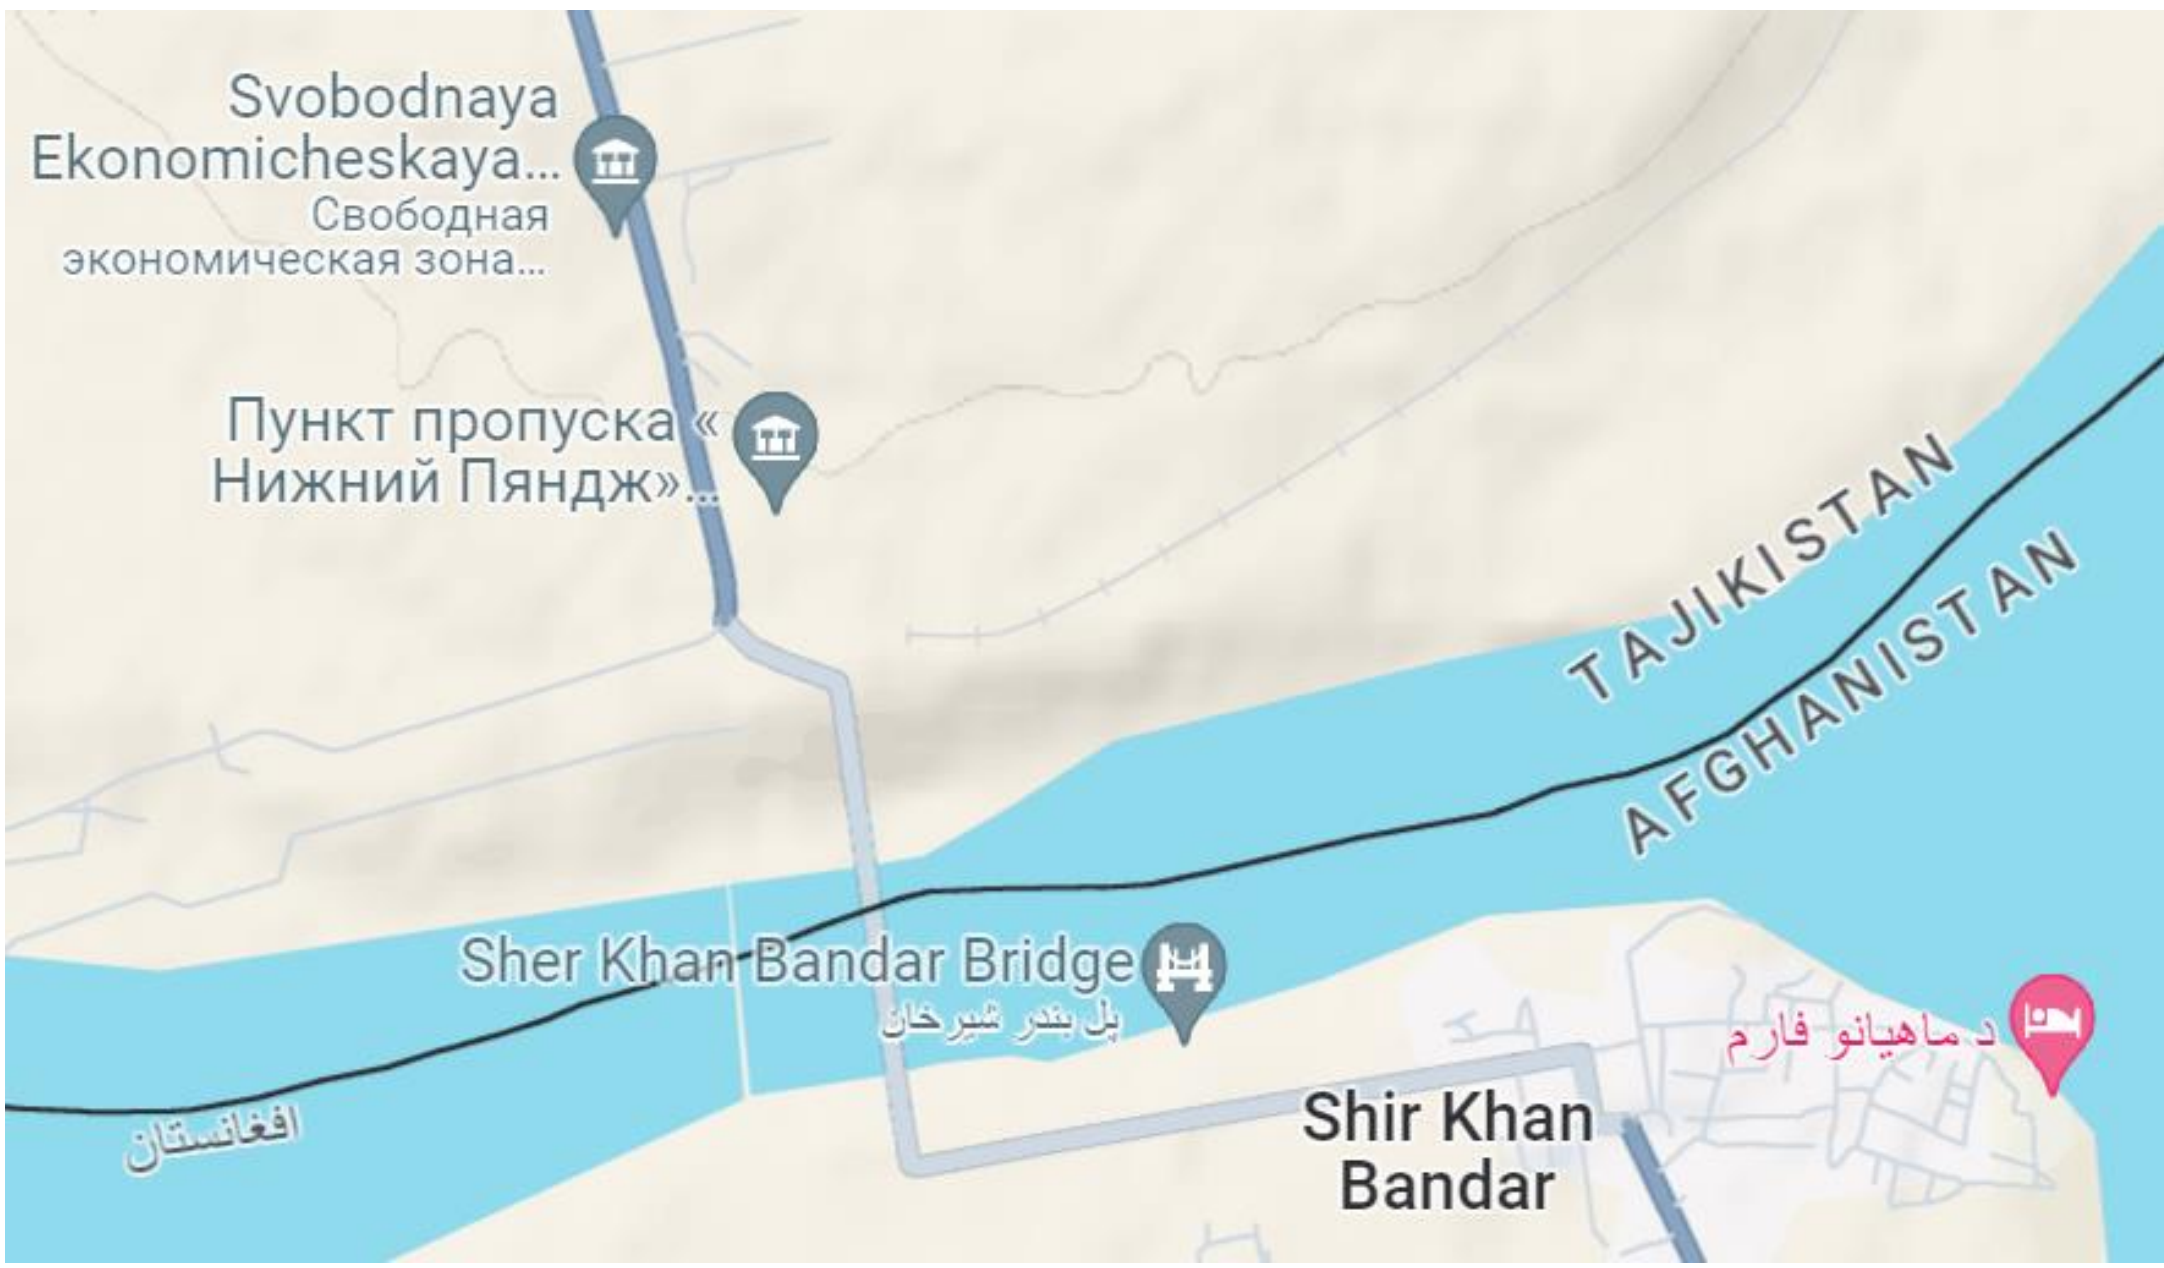 Svobodnaya
Ekonomicheskaya...
Свободная
экономическая зона...
Пункт пропуска «
Нижний Пяндж»...
TAJIKISTAN
AFGHANISTAN
Sher Khan Bandar Bridge
پل بندر شیرخان
د ماهیانو فارم
افغانستان
Shir Khan
Bandar